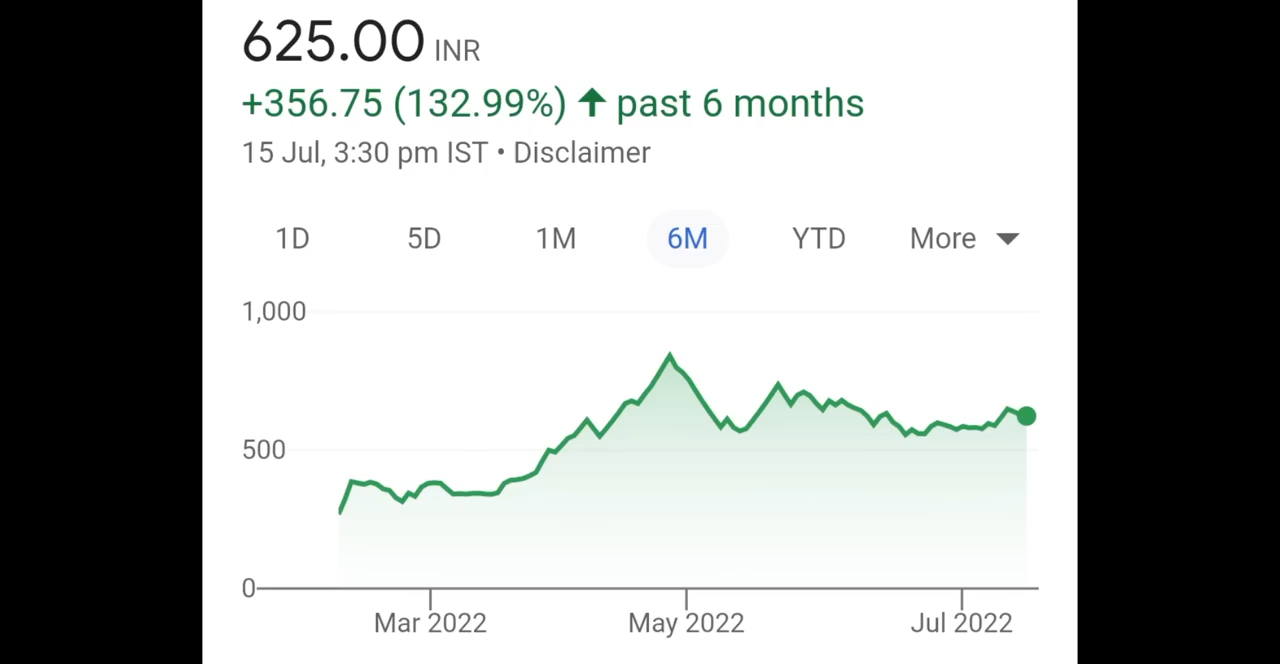 625.00 INR
+356.75 (132.99%) ↑ past 6 months
15 Jul, 3:30 pm IST • Disclaimer
1D 5D 1M 6M YTD More
1,000
500
0
Mar 2022 May 2022 Jul 2022